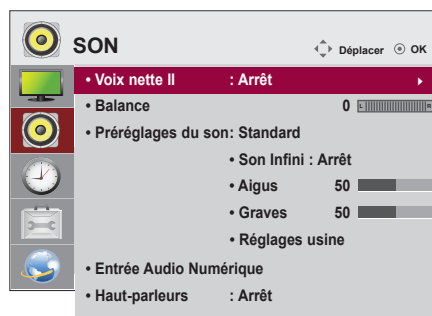 SON
Déplacer OK
• Voix nette II : Arrêt
• Balance 0 L R
• Préréglages du son: Standard
• Son Infini : Arrêt
• Aigus 50
• Graves 50
• Réglages usine
• Entrée Audio Numérique
• Haut-parleurs : Arrêt